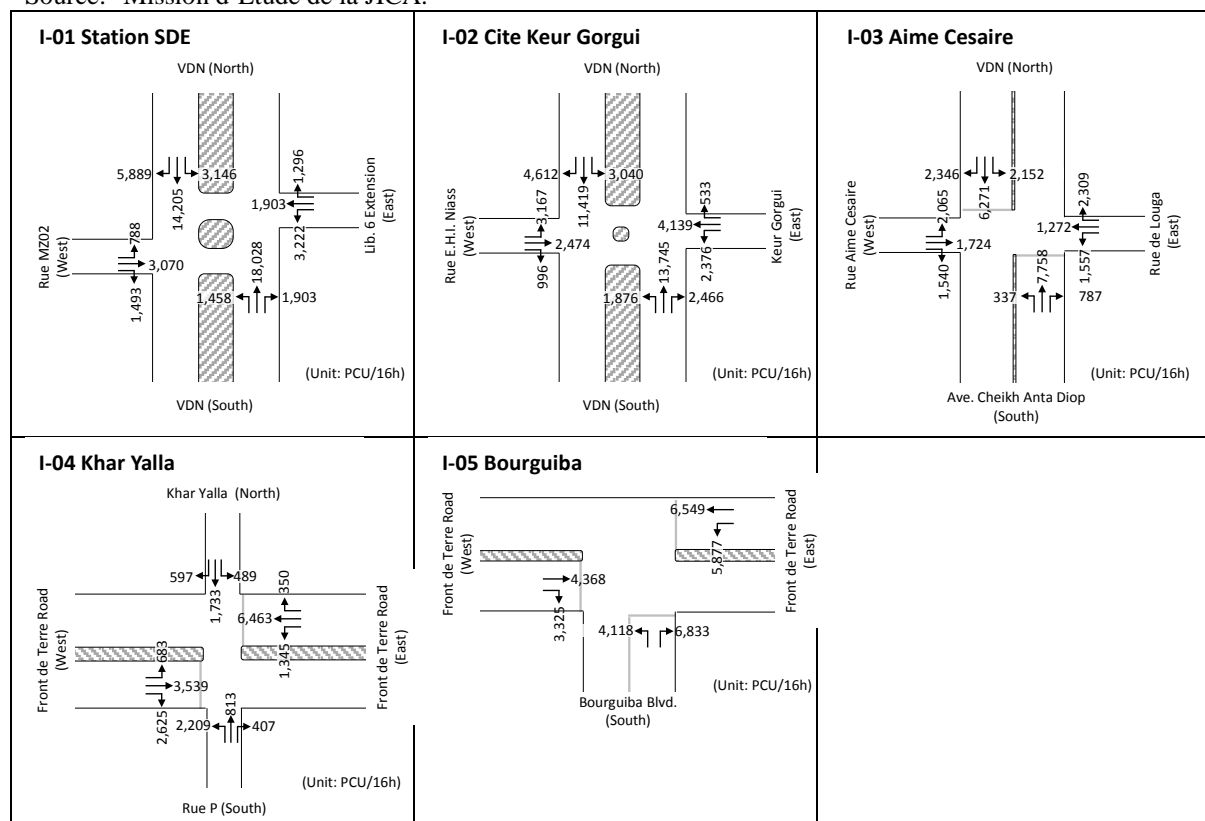 Source: Mission d'Etude de la JICA.
I-01 Station SDE
VDN (North)
5,889
14,205
3,146
1,296
1,903
3,222
Lib. 6 Extension
(East)
Rue MZ02
(West)
788
3,070
1,493
1,458
18,028
1,903
(Unit: PCU/16h)
VDN (South)
I-02 Cite Keur Gorgui
VDN (North)
4,612
11,419
3,040
533
4,139
2,376
Keur Gorgui
(East)
Rue E.H.I. Niass
(West)
3,167
2,474
996
1,876
13,745
2,466
(Unit: PCU/16h)
VDN (South)
I-03 Aime Cesaire
VDN (North)
2,346
6,271
2,152
2,309
1,272
1,557
Rue de Louga
(East)
Rue Aime Cesaire
(West)
2,065
1,724
1,540
337
7,758
787
(Unit: PCU/16h)
Ave. Cheikh Anta Diop
(South)
I-04 Khar Yalla
Khar Yalla (North)
597
1,733
489
350
6,463
1,345
Front de Terre Road
(East)
Front de Terre Road
(West)
683
3,539
2,625
2,209
813
407
(Unit: PCU/16h)
Rue P (South)
I-05 Bourguiba
Front de Terre Road
(West)
6,549
5,877
Front de Terre Road
(East)
4,368
3,325
4,118
6,833
(Unit: PCU/16h)
Bourguiba Blvd.
(South)